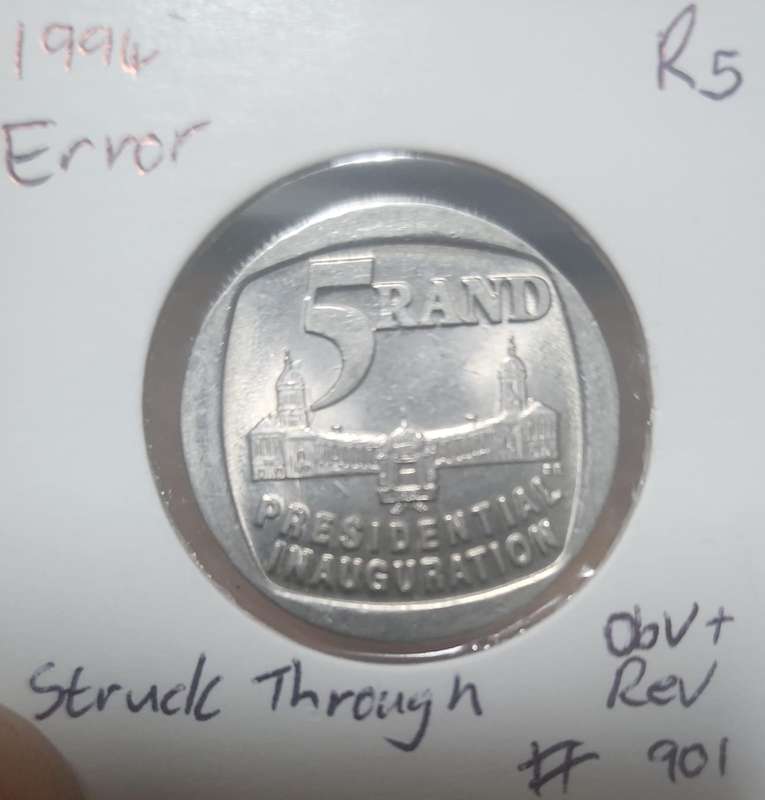 1994
R5
Error
5 RAND
PRESIDENTIAL
INAUGURATION
Struck Through
Obv +
Rev
# 901